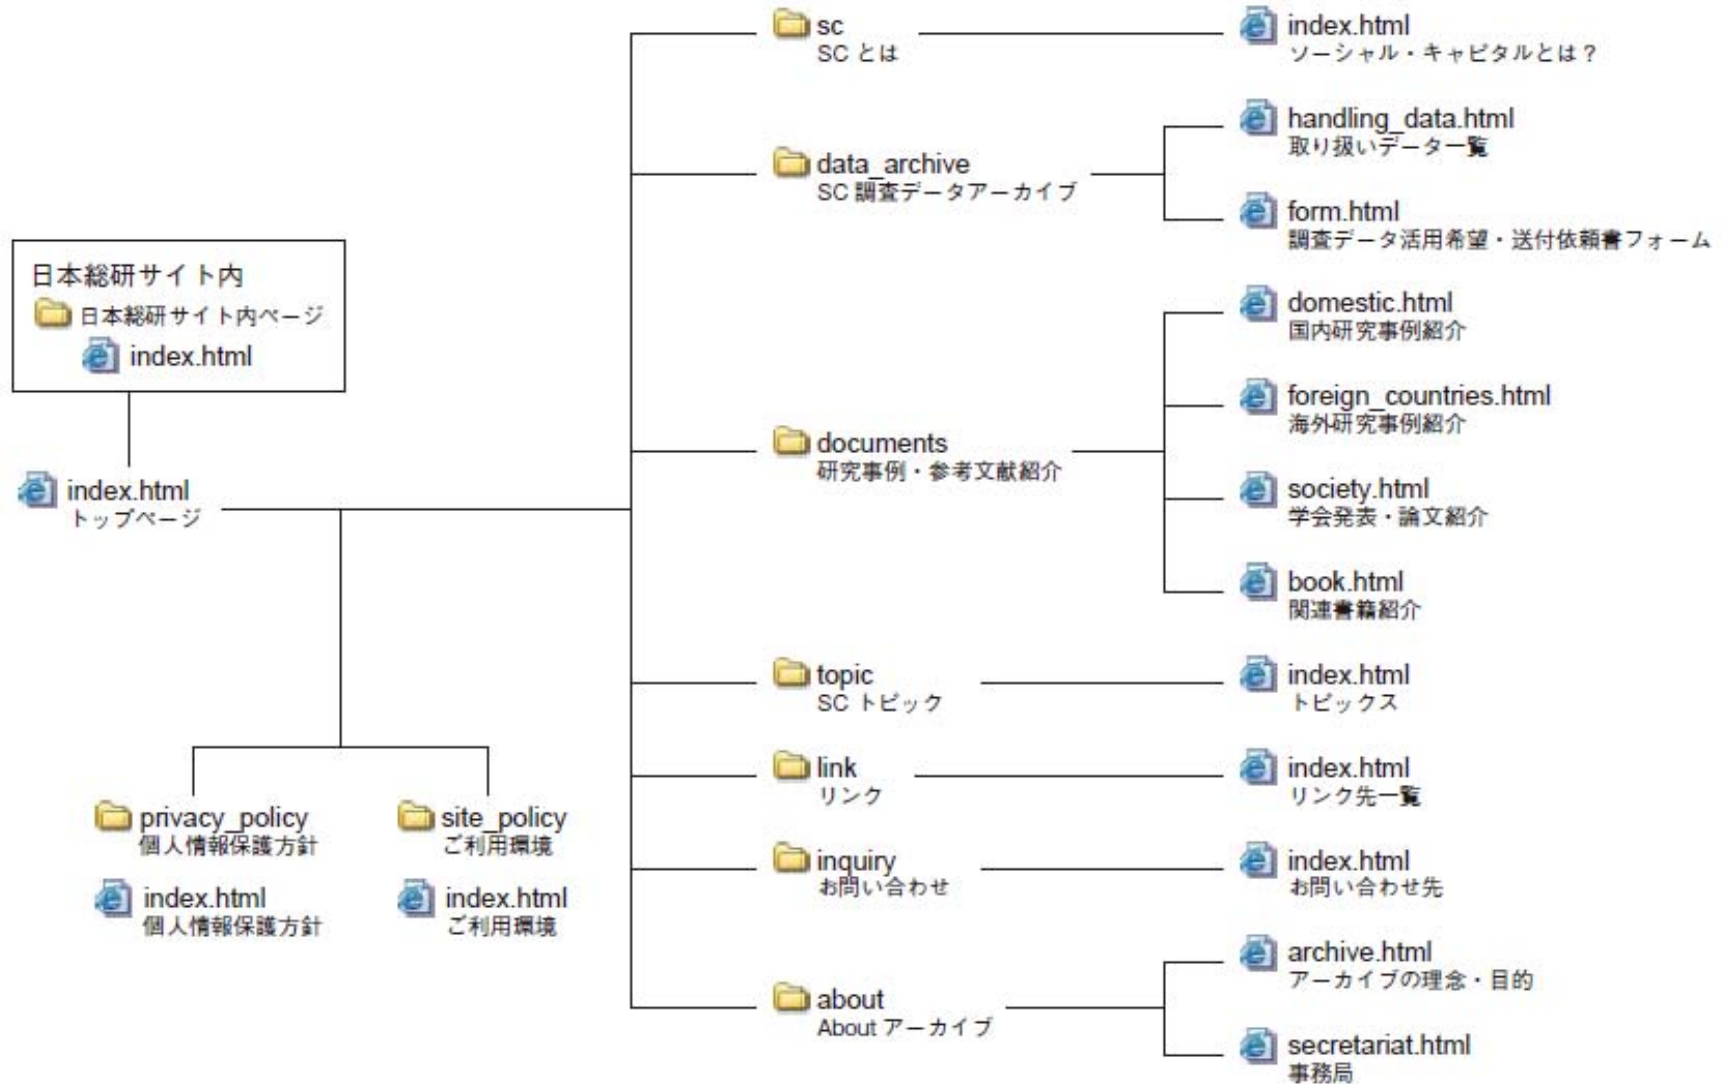 日本総研サイト内
日本総研サイト内ページ
index.html
index.html
トップページ
privacy_policy
個人情報保護方針
index.html
個人情報保護方針
site_policy
ご利用環境
index.html
ご利用環境
sc
SC とは
index.html
ソーシャル・キャピタルとは？
data_archive
SC 調査データアーカイブ
handling_data.html
取り扱いデータ一覧
form.html
調査データ活用希望・送付依頼書フォーム
documents
研究事例・参考文献紹介
domestic.html
国内研究事例紹介
foreign_countries.html
海外研究事例紹介
society.html
学会発表・論文紹介
book.html
関連書籍紹介
topic
SC トピック
index.html
トピックス
link
リンク
index.html
リンク先一覧
inquiry
お問い合わせ
index.html
お問い合わせ先
about
About アーカイブ
archive.html
アーカイブの理念・目的
secretariat.html
事務局